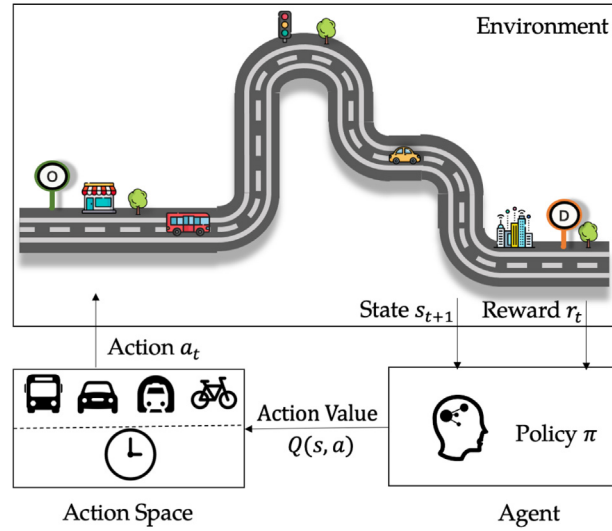 Environment
O
D
State $s_{t+1}$
Reward $r_t$
Action $a_t$
Action Value
$Q(s, a)$
Policy $\pi$
Action Space
Agent